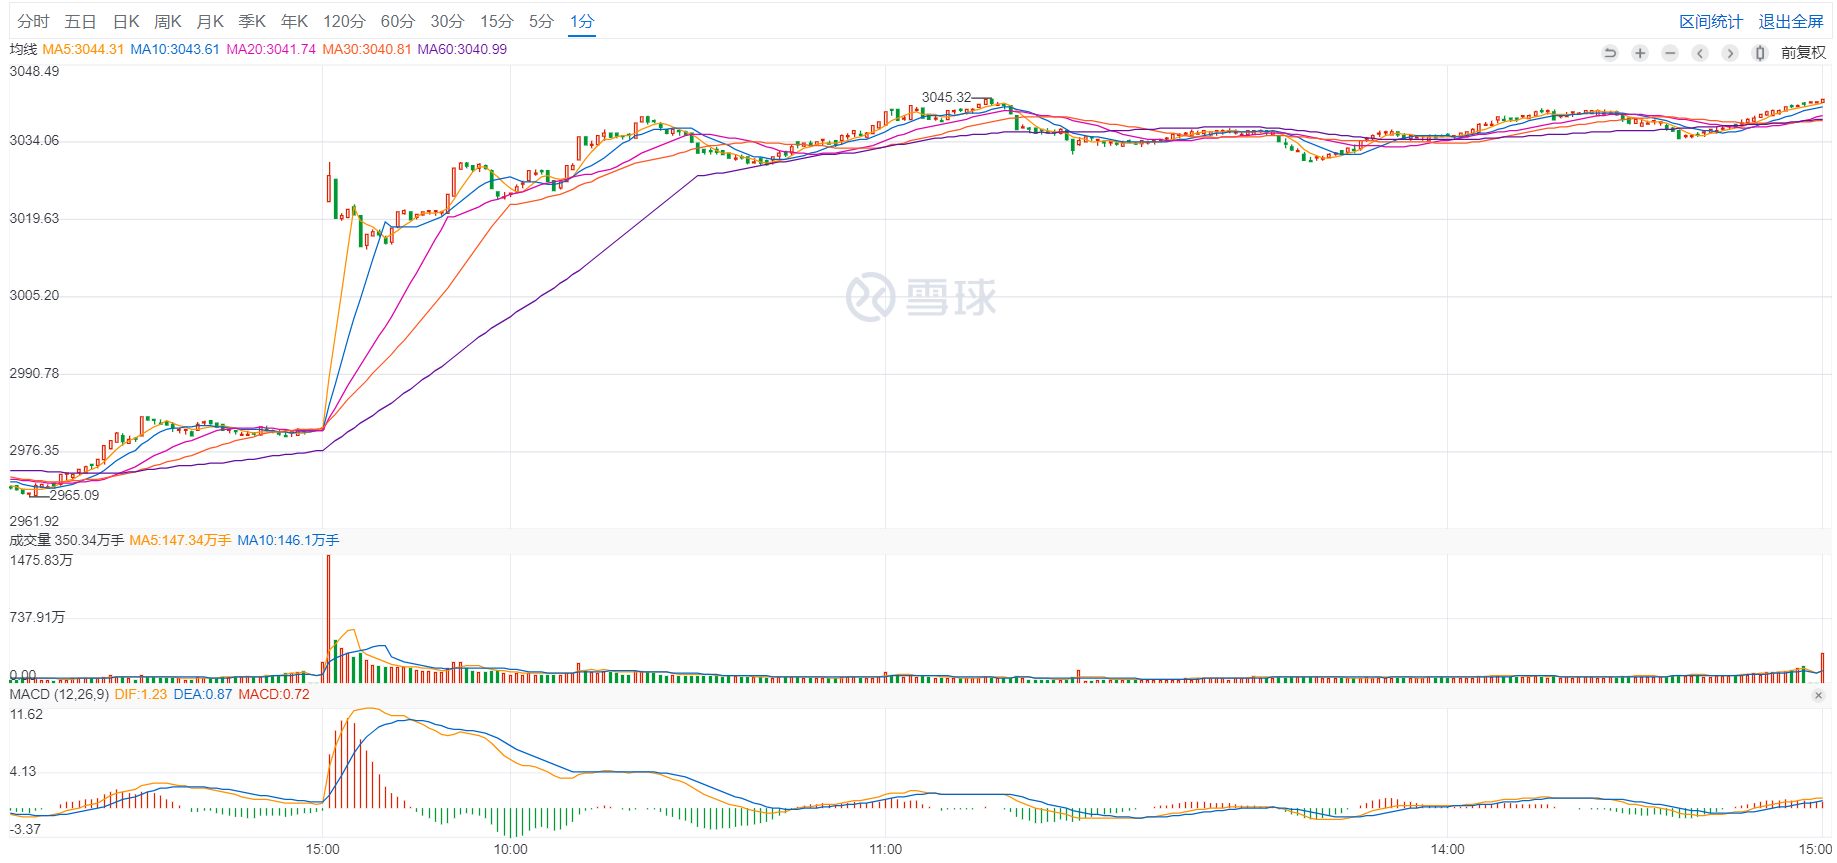 分时 五日 日K 周K 月K 季K 年K 120分 60分 30分 15分 5分 1分 区间统计 退出全屏
均线 MA5:3044.31 MA10:3043.61 MA20:3041.74 MA30:3040.81 MA60:3040.99 前复权
3048.49
3045.32
3034.06
3019.63
3005.20
雪球
2990.78
2976.35
2965.09
2961.92
成交量 350.34万手 MA5:147.34万手 MA10:146.1万手
1475.83万
737.91万
0.00
MACD (12,26,9) DIF:1.23 DEA:0.87 MACD:0.72
11.62
4.13
-3.37
15:00 10:00 11:00 14:00 15:00